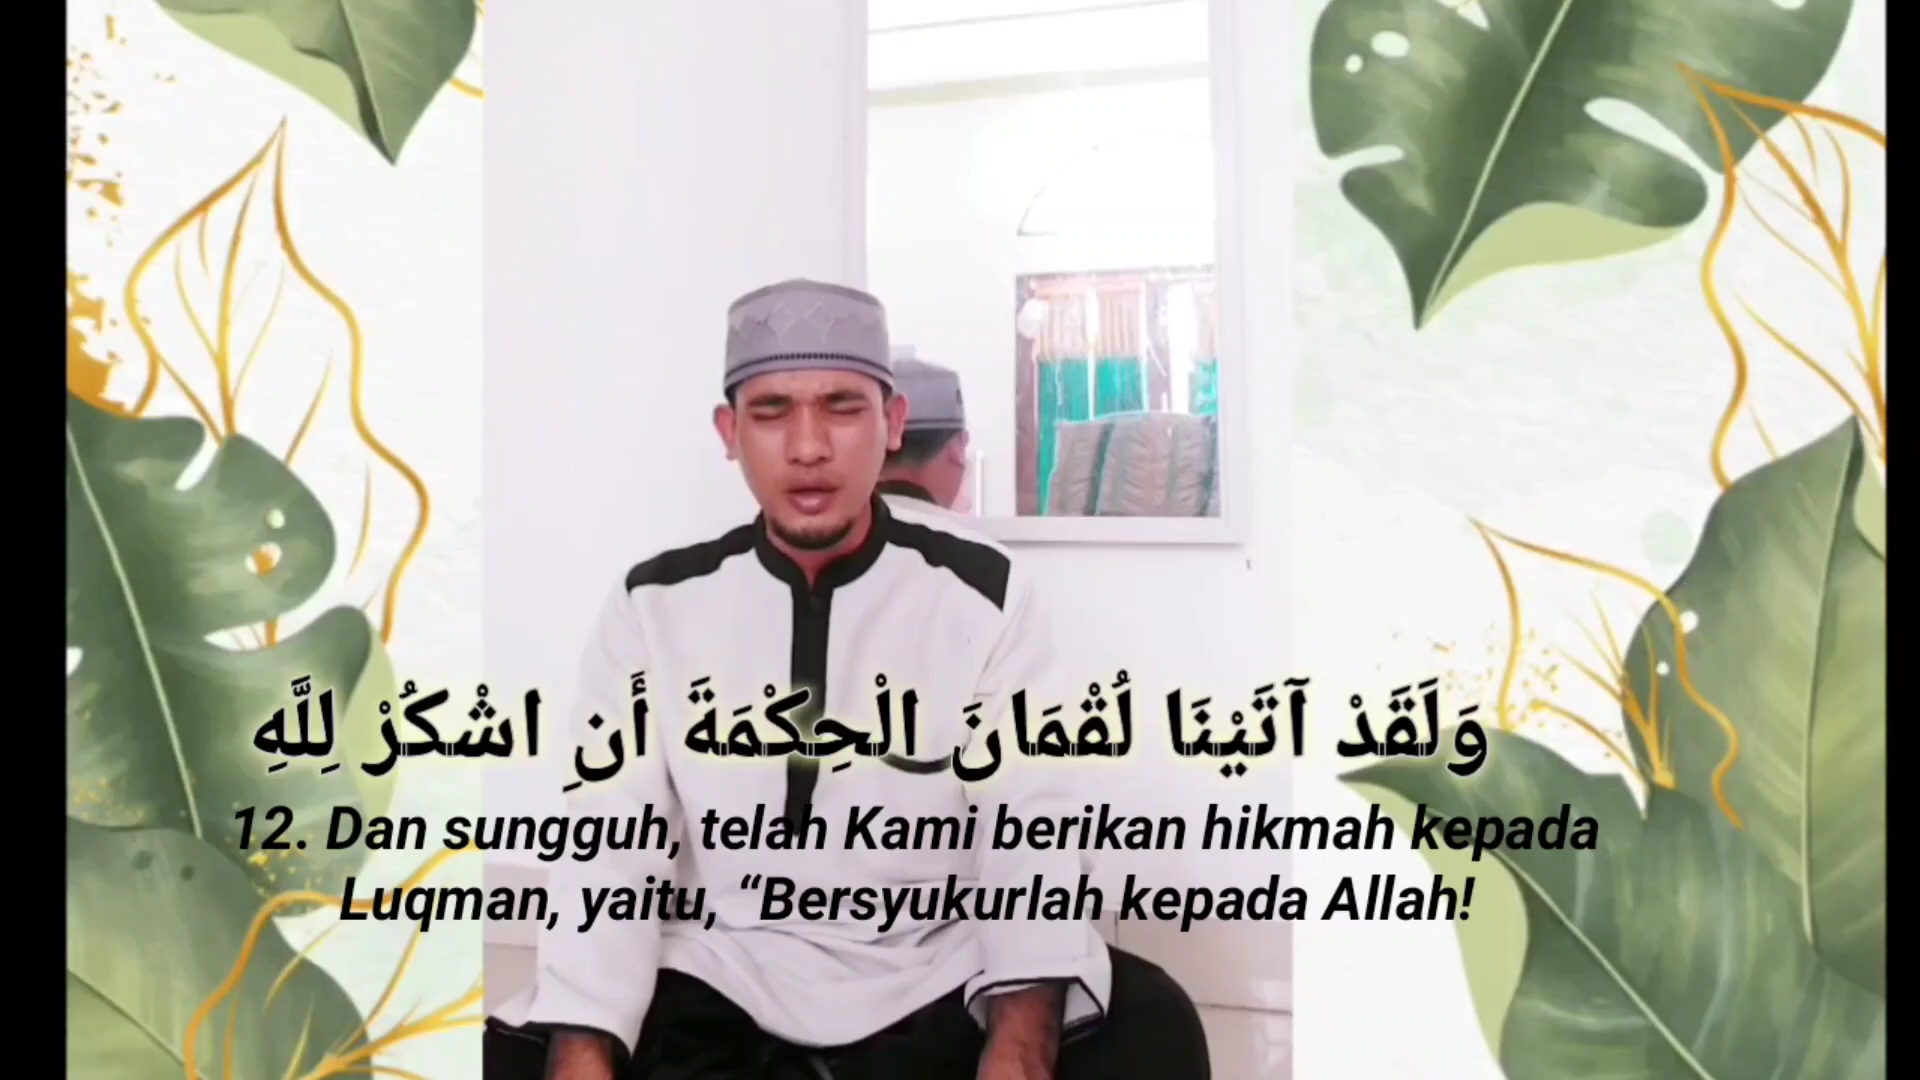 وَلَقَدْ آتَيْنَا لُقْمَانَ الْحِكْمَةَ أَنِ اشْكُرْ لِلَّهِ
12. Dan sungguh, telah Kami berikan hikmah kepada
Luqman, yaitu, “Bersyukurlah kepada Allah!